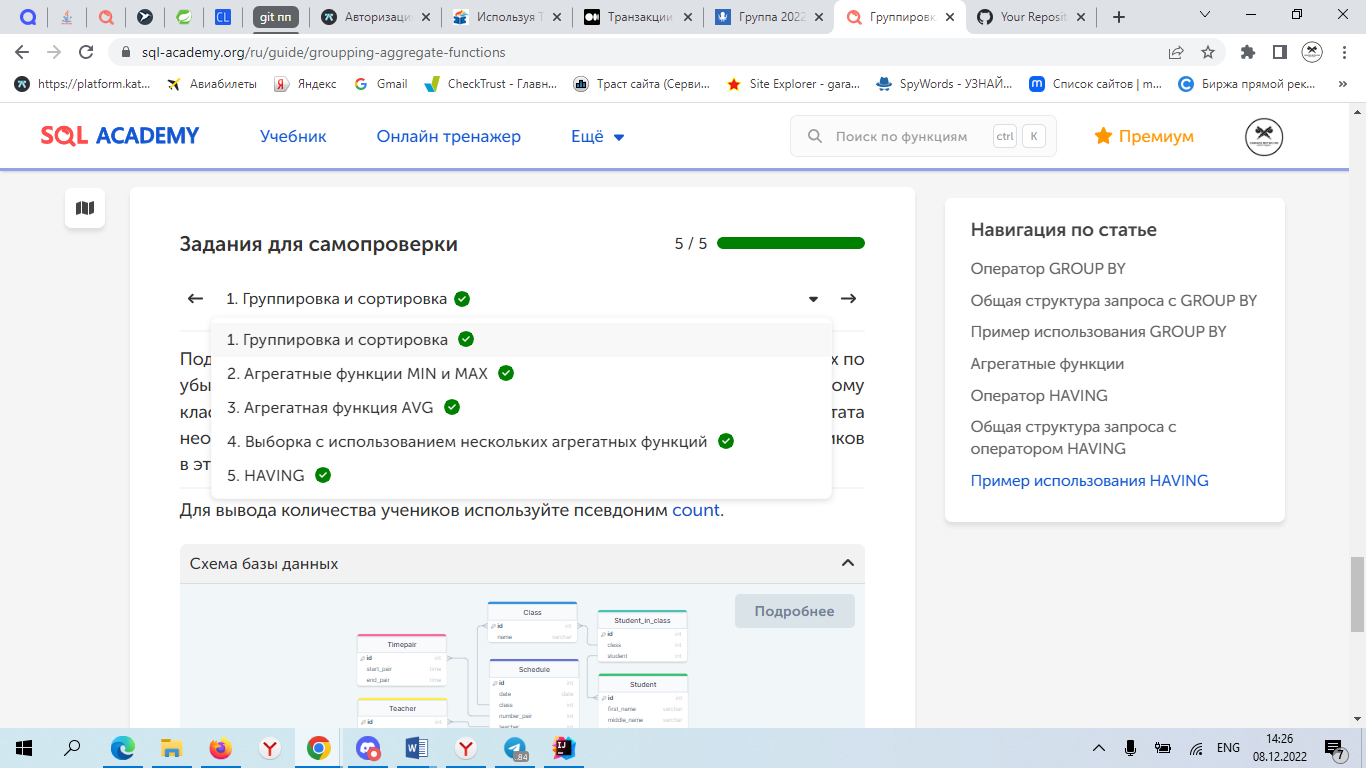 git пп
Авторизаци
Используя T
Транзакции
Группа 2022
Группировк
Your Reposit
sql-academy.org/ru/guide/groupping-aggregate-functions
https://platform.kat...
Авиабилеты
Яндекс
Gmail
CheckTrust - Главн...
Траст сайта (Серви...
Site Explorer - gara...
SpyWords - УЗНАЙ...
Список сайтов | m...
Биржа прямой рек...
»
SQL ACADEMY
Учебник
Онлайн тренажер
Ещё
Поиск по функциям
ctrl
K
Премиум
Задания для самопроверки
5 / 5
1. Группировка и сортировка
1. Группировка и сортировка
2. Агрегатные функции MIN и MAX
3. Агрегатная функция AVG
4. Выборка с использованием нескольких агрегатных функций
5. HAVING
Под
х по
убы
ому
клас
тата
нео
иков
в эт
Для вывода количества учеников используйте псевдоним count.
Схема базы данных
Подробнее
Class
id int
name varchar
Student_in_class
id int
class int
student int
Timepair
id int
start_pair time
end_pair time
Schedule
id int
date date
class int
number_pair int
teacher int
Student
id int
first_name varchar
middle_name varchar
Teacher
id int
Навигация по статье
Оператор GROUP BY
Общая структура запроса с GROUP BY
Пример использования GROUP BY
Агрегатные функции
Оператор HAVING
Общая структура запроса с
оператором HAVING
Пример использования HAVING
84
ENG
14:26
08.12.2022
7